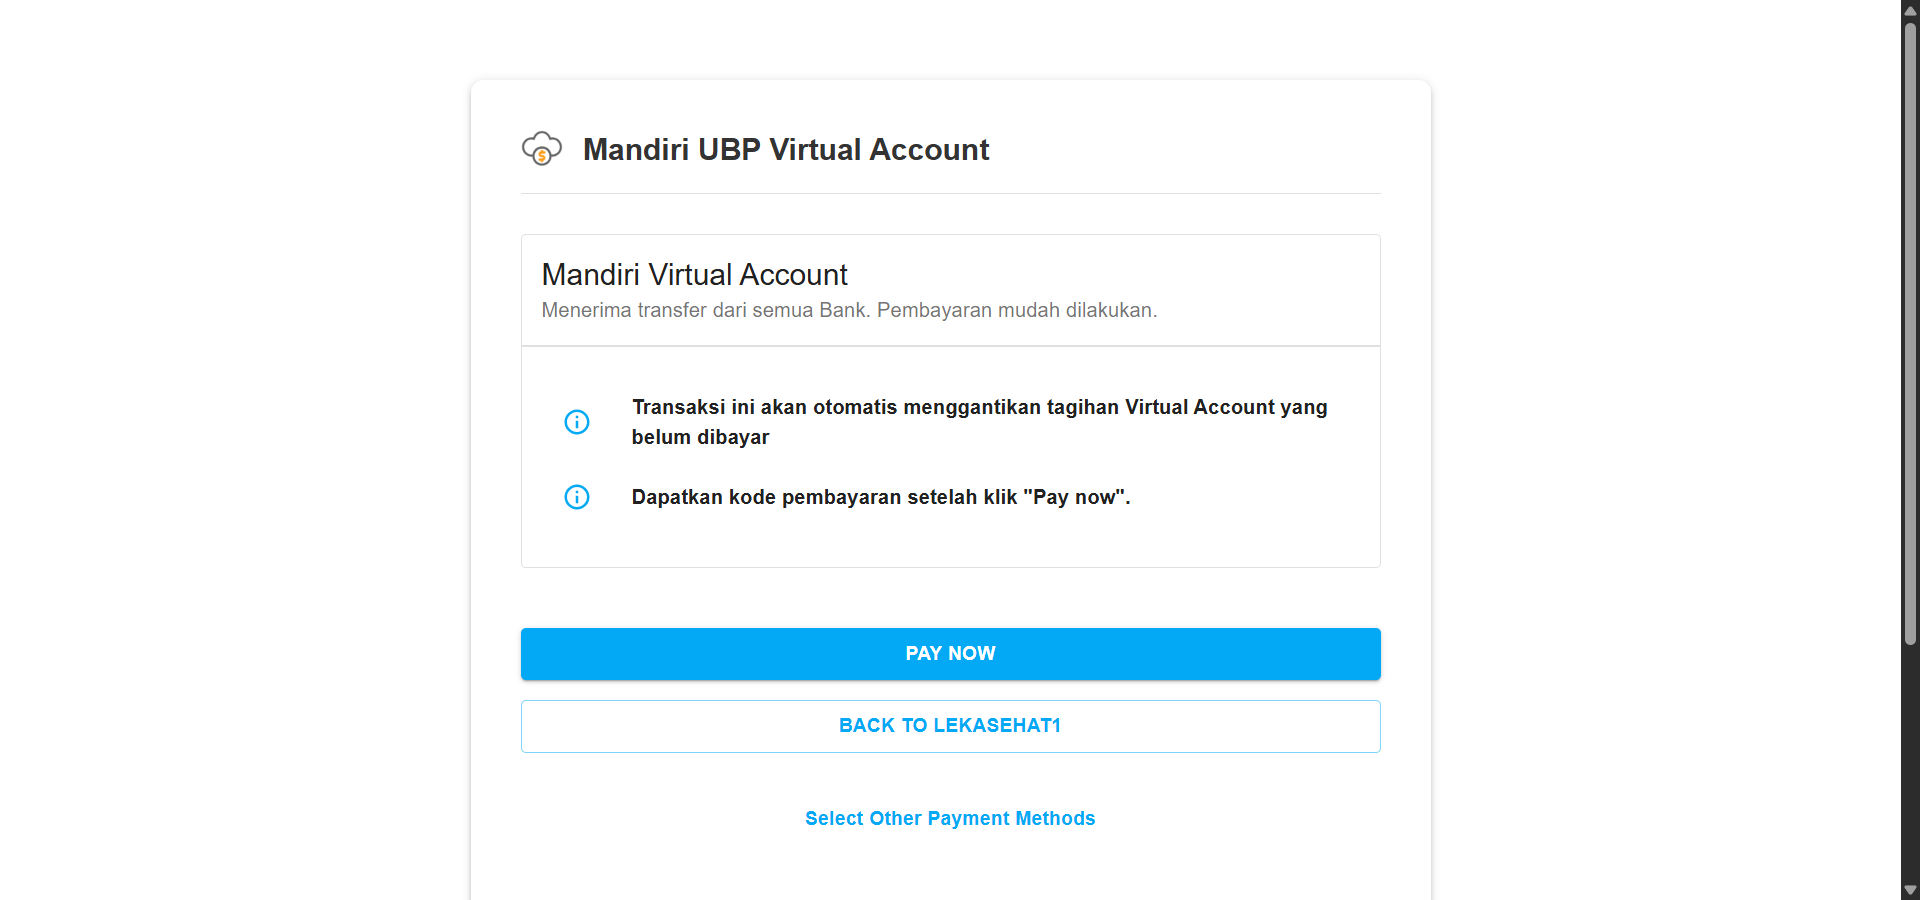 Mandiri UBP Virtual Account
Mandiri Virtual Account
Menerima transfer dari semua Bank. Pembayaran mudah dilakukan.
Transaksi ini akan otomatis menggantikan tagihan Virtual Account yang
belum dibayar
Dapatkan kode pembayaran setelah klik "Pay now".
PAY NOW
BACK TO LEKASEHAT1
Select Other Payment Methods